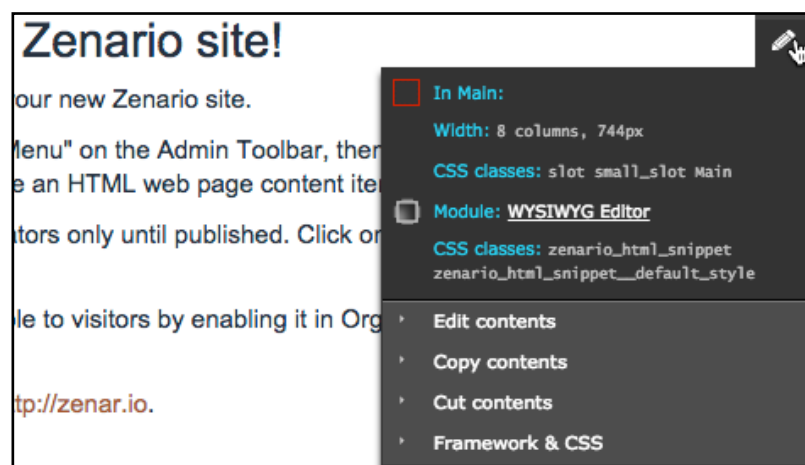 Zenario site!
your new Zenario site.
Menu" on the Admin Toolbar, then
e an HTML web page content ite
ators only until published. Click or
le to visitors by enabling it in Org
tp://zenar.io.
In Main:
Width: 8 columns, 744px
CSS classes: slot small_slot Main
Module: WYSIWYG Editor
CSS classes: zenario_html_snippet
zenario_html_snippet__default_style
Edit contents
Copy contents
Cut contents
Framework & CSS